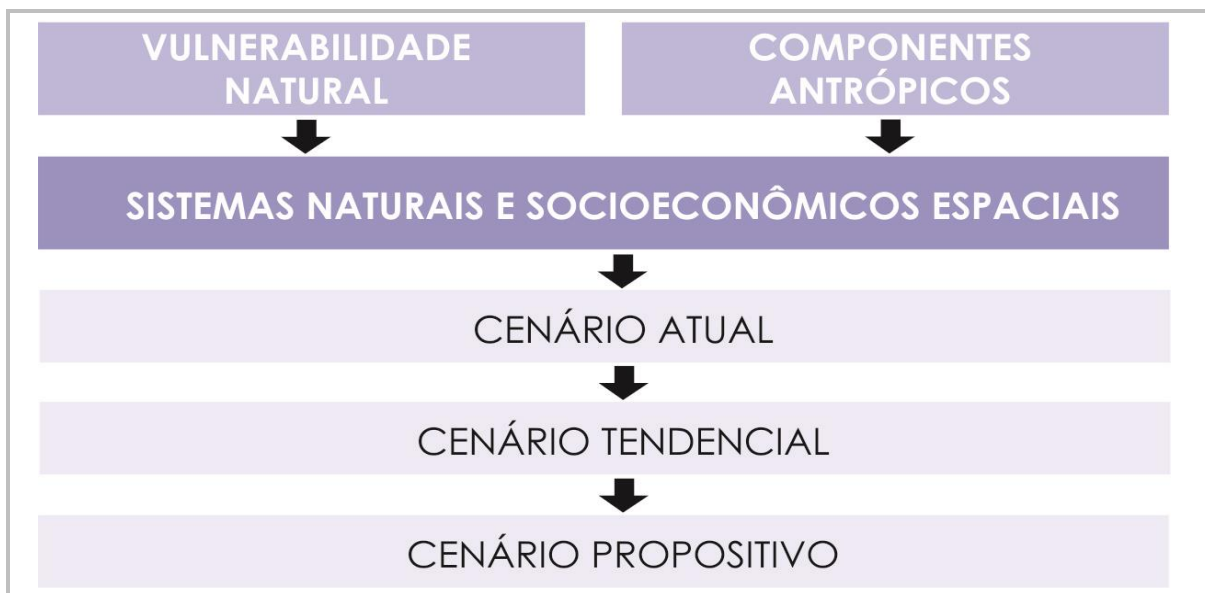 VULNERABILIDADE
NATURAL
COMPONENTES
ANTRÓPICOS
SISTEMAS NATURAIS E SOCIOECONÔMICOS ESPACIAIS
CENÁRIO ATUAL
CENÁRIO TENDENCIAL
CENÁRIO PROPOSITIVO